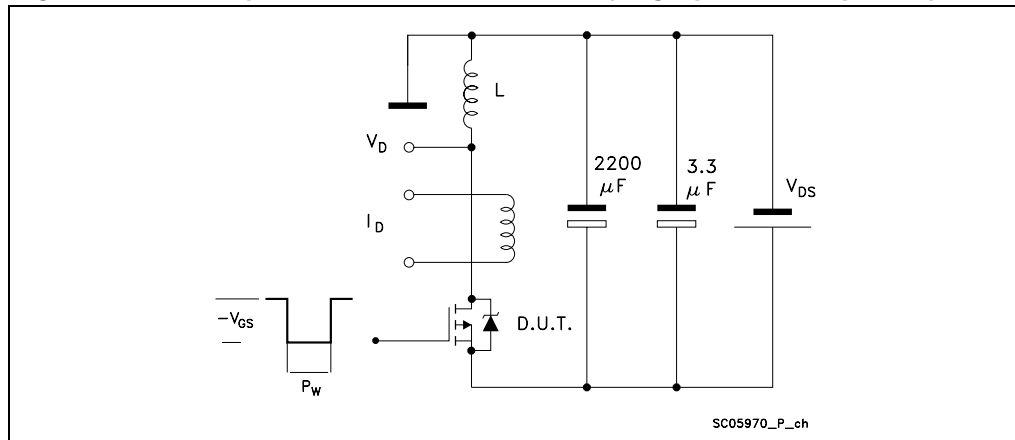 L
V_D
2200
μF
3.3
μF
V_DS
I_D
-V_GS
P_W
D.U.T.
SC05970_P_ch